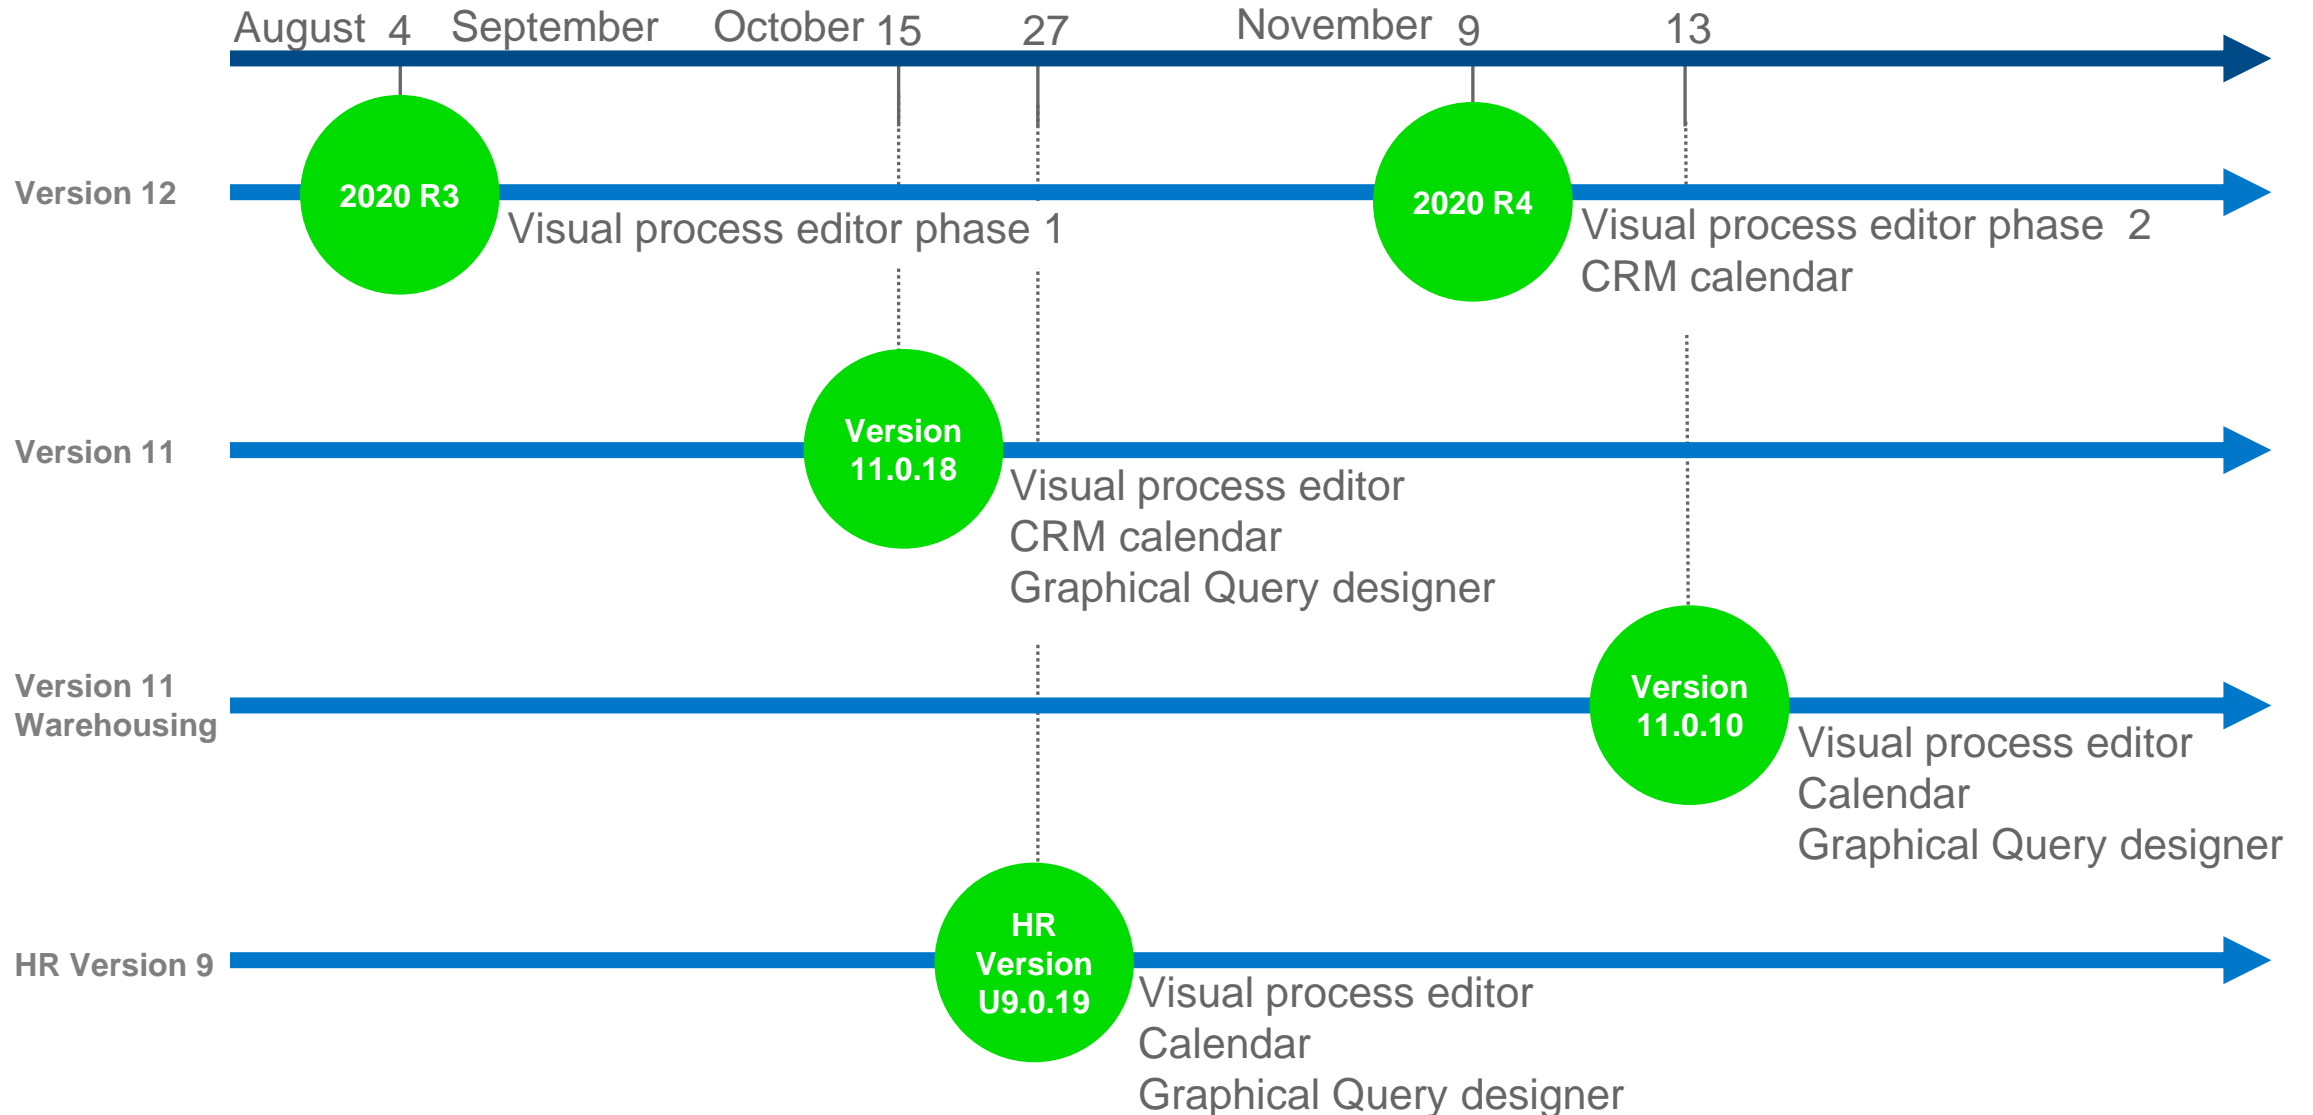 August 4 September October 15 27 November 9 13
Version 12
2020 R3
Visual process editor phase 1
2020 R4
Visual process editor phase 2
CRM calendar
Version 11
Version
11.0.18
Visual process editor
CRM calendar
Graphical Query designer
Version 11
Warehousing
Version
11.0.10
Visual process editor
Calendar
Graphical Query designer
HR Version 9
HR
Version
U9.0.19
Visual process editor
Calendar
Graphical Query designer